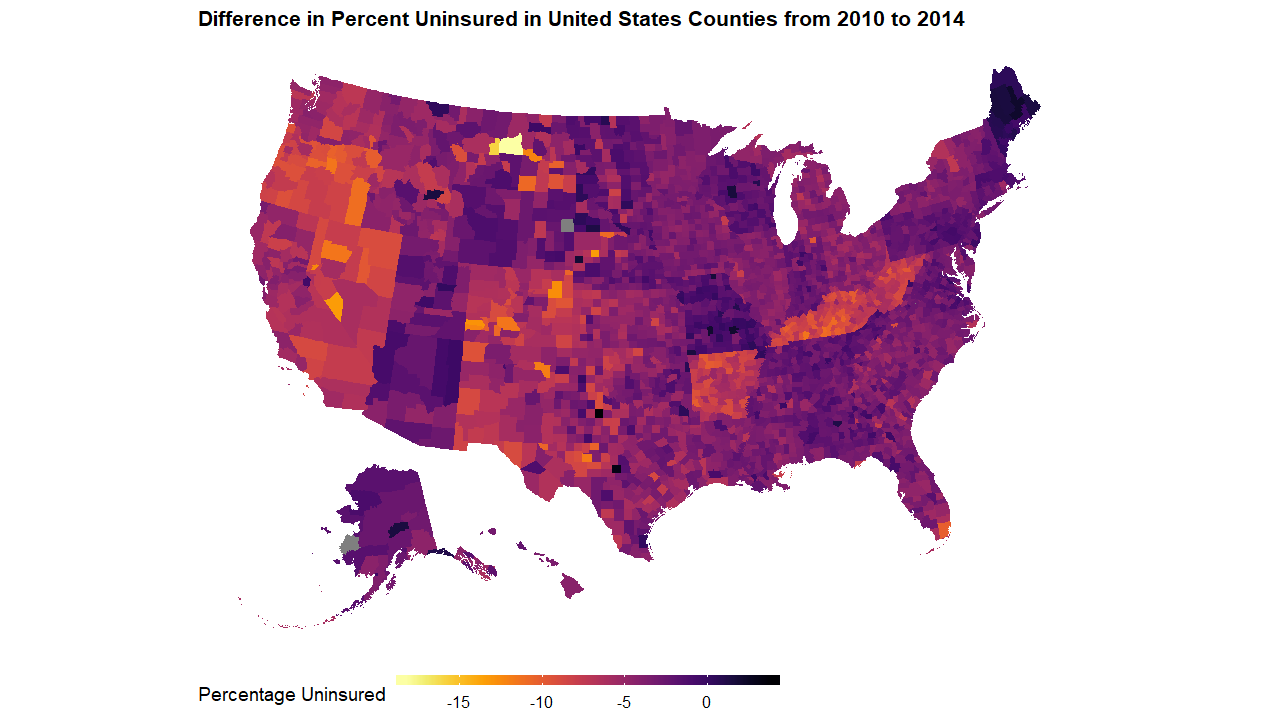 Difference in Percent Uninsured in United States Counties from 2010 to 2014
Percentage Uninsured
-15 -10 -5 0